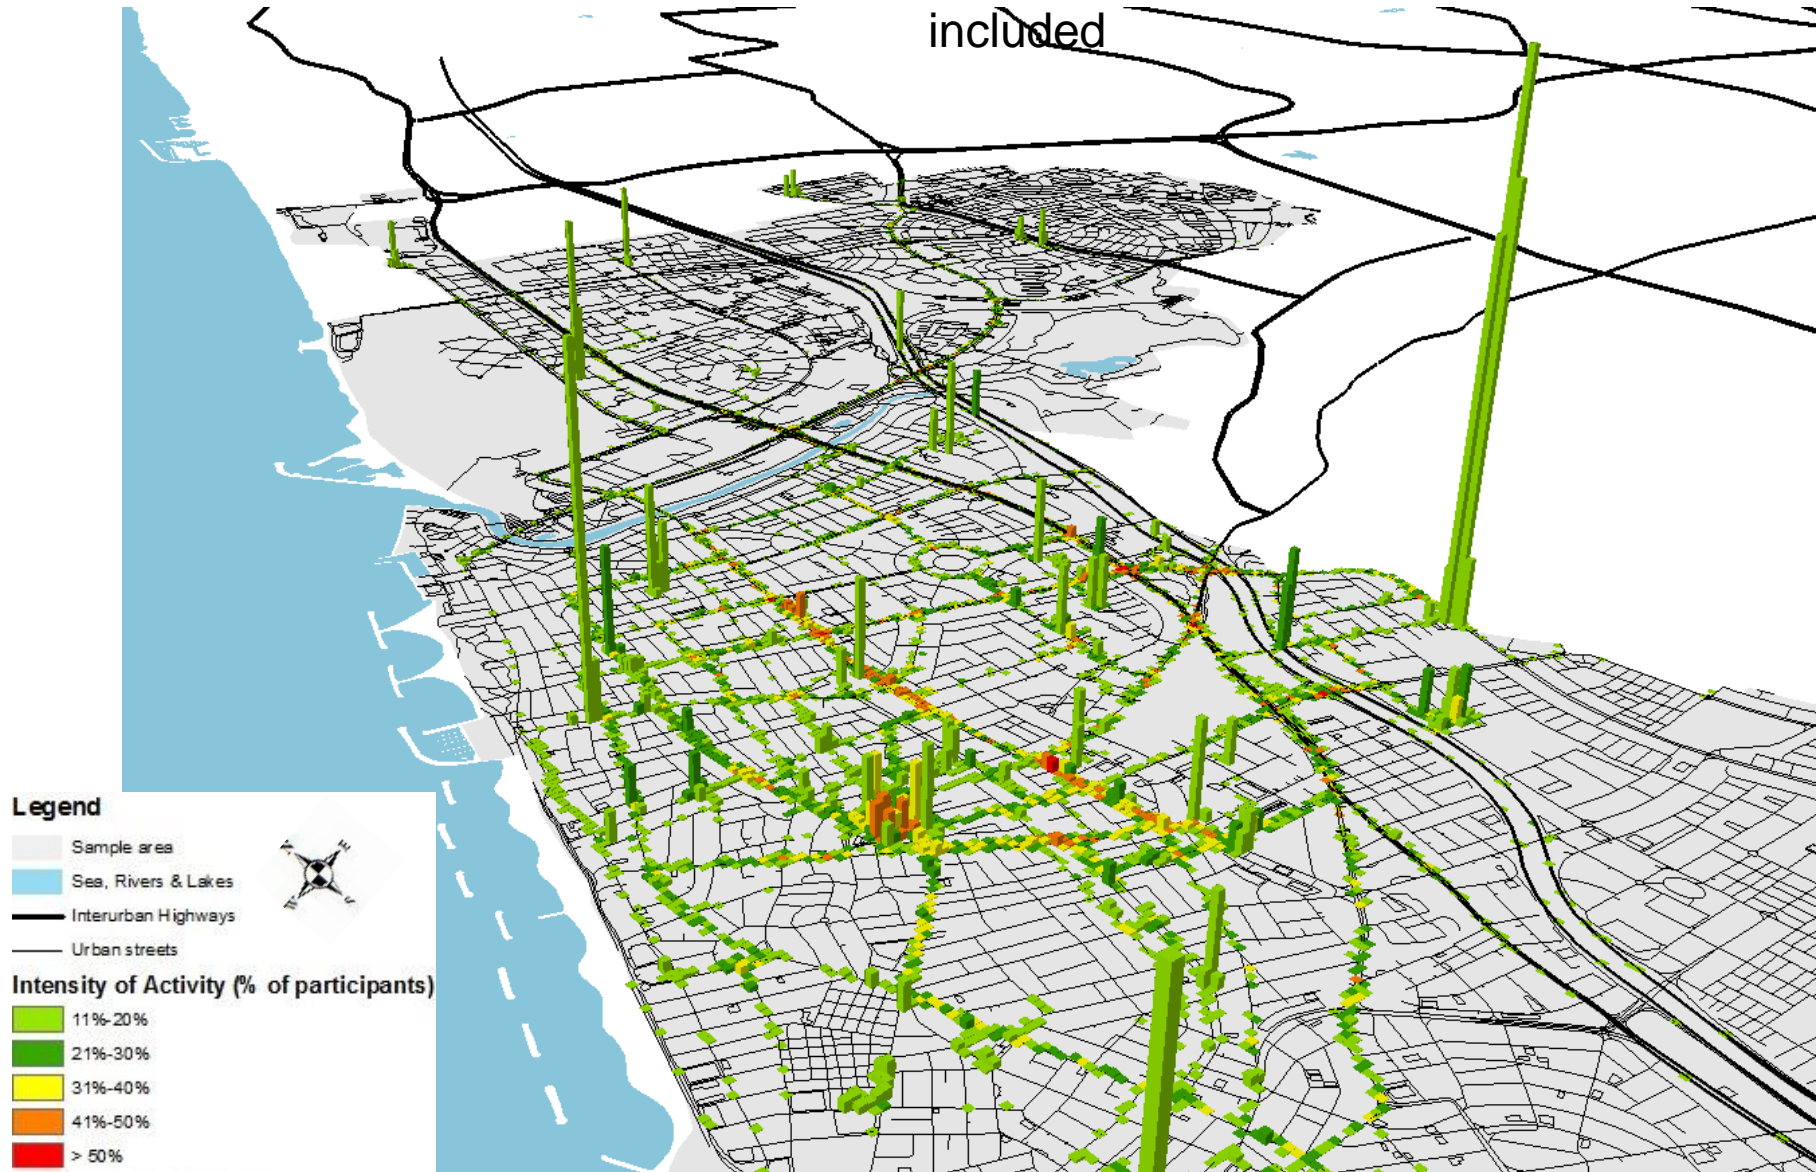 included
Legend
Sample area
Sea, Rivers & Lakes
Interurban Highways
Urban streets
Intensity of Activity (% of participants)
11%-20%
21%-30%
31%-40%
41%-50%
> 50%